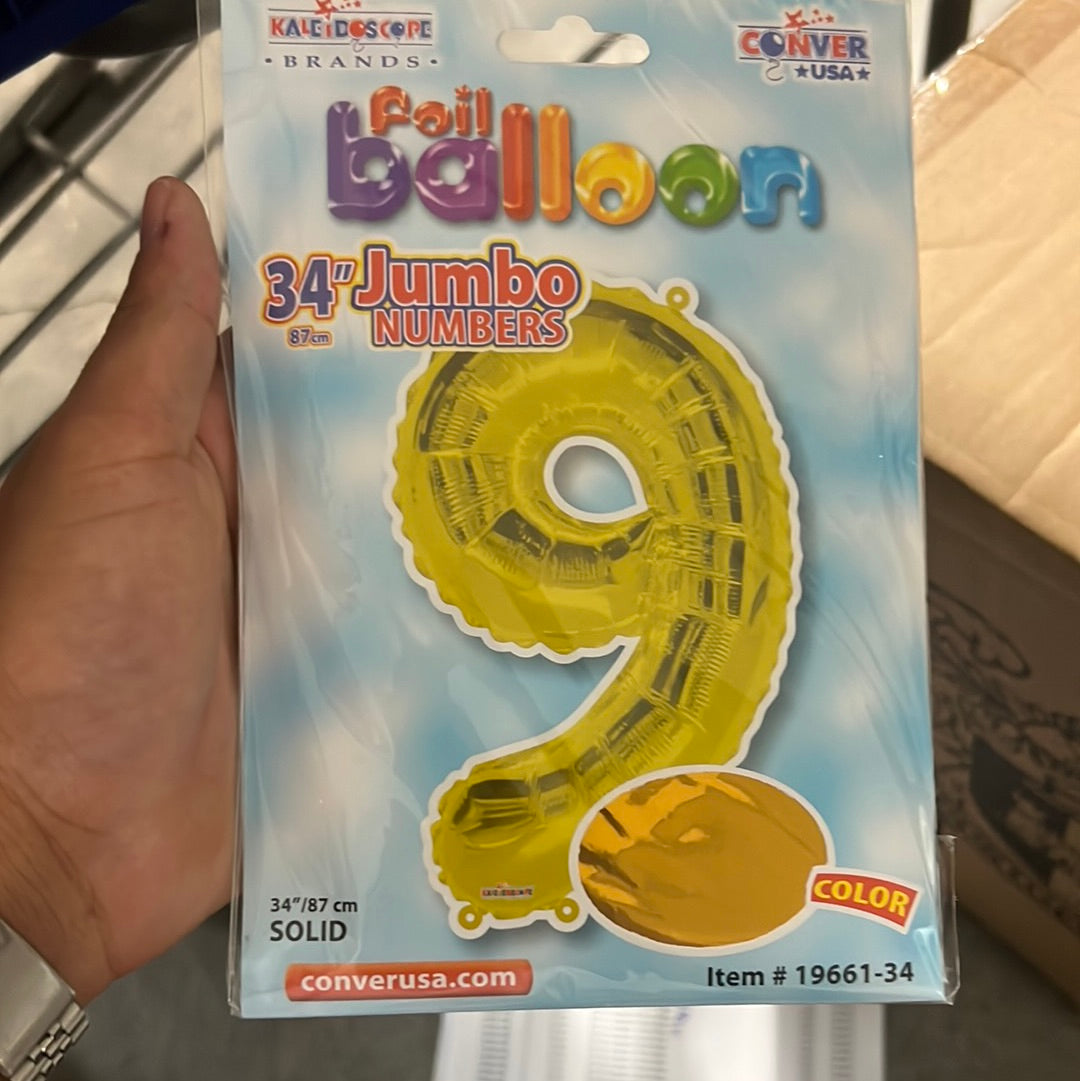 KALEIDOSCOPE
• BRANDS •
CONVER
★USA★
foil
balloon
34" Jumbo
87cm NUMBERS
34"/87 cm
SOLID
COLOR
converusa.com
Item # 19661-34